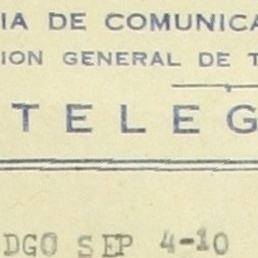 IA DE COMUNICA
ION GENERAL DE T
TELEG
DGO SEP 4-10